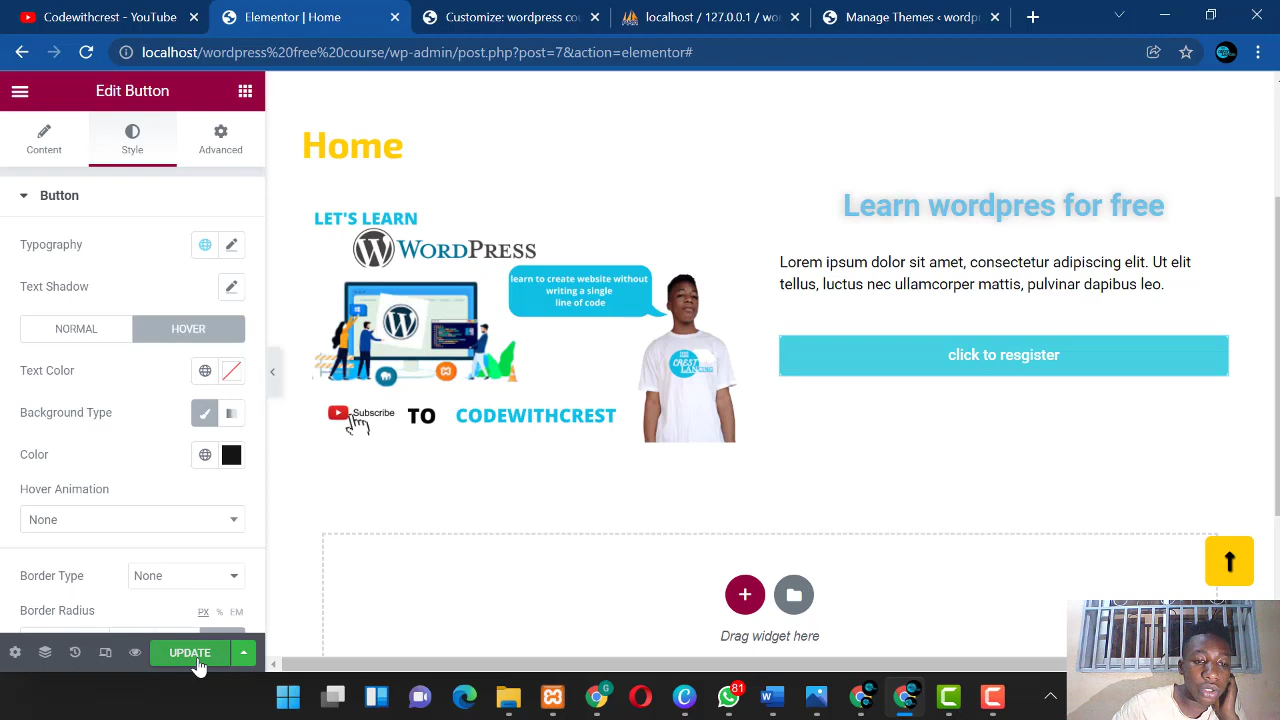 Codewithcrest - YouTube
Elementor | Home
Customize: wordpress cou
localhost / 127.0.0.1 / wo
Manage Themes ‹ wordp
localhost/wordpress%20free%20course/wp-admin/post.php?post=7&action=elementor#
Edit Button
Content
Style
Advanced
Button
Typography
Text Shadow
NORMAL
HOVER
Text Color
Background Type
Color
Hover Animation
None
Border Type
None
Border Radius
PX
%
EM
UPDATE
Home
LET'S LEARN
WORDPRESS
learn to create website without
writing a single
line of code
Subscribe
TO
CODEWITHCREST
Learn wordpres for free
Lorem ipsum dolor sit amet, consectetur adipiscing elit. Ut elit
tellus, luctus nec ullamcorper mattis, pulvinar dapibus leo.
click to resgister
Drag widget here
81